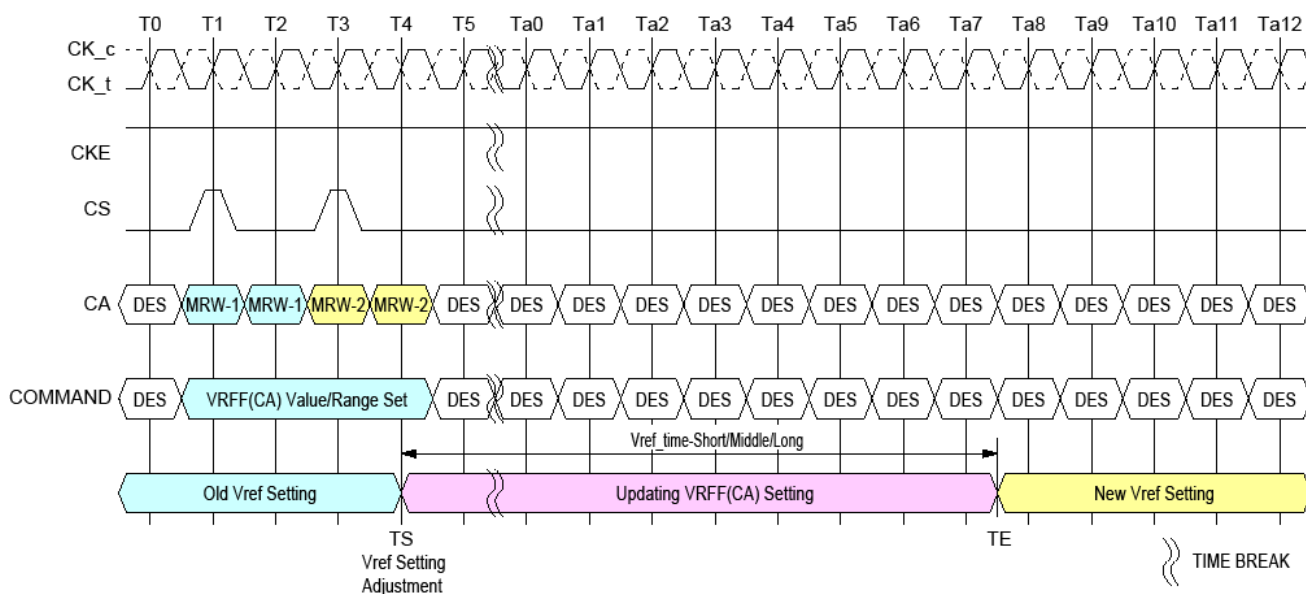 T0 T1 T2 T3 T4 T5 Ta0 Ta1 Ta2 Ta3 Ta4 Ta5 Ta6 Ta7 Ta8 Ta9 Ta10 Ta11 Ta12
CK_c
CK_t
CKE
CS
CA DES MRW-1 MRW-1 MRW-2 MRW-2 DES DES DES DES DES DES DES DES DES DES DES DES DES DES
COMMAND DES VRFF(CA) Value/Range Set DES DES DES DES DES DES DES DES DES DES DES DES DES DES
Vref_time-Short/Middle/Long
Old Vref Setting Updating VRFF(CA) Setting New Vref Setting
TS TE
Vref Setting
Adjustment
TIME BREAK